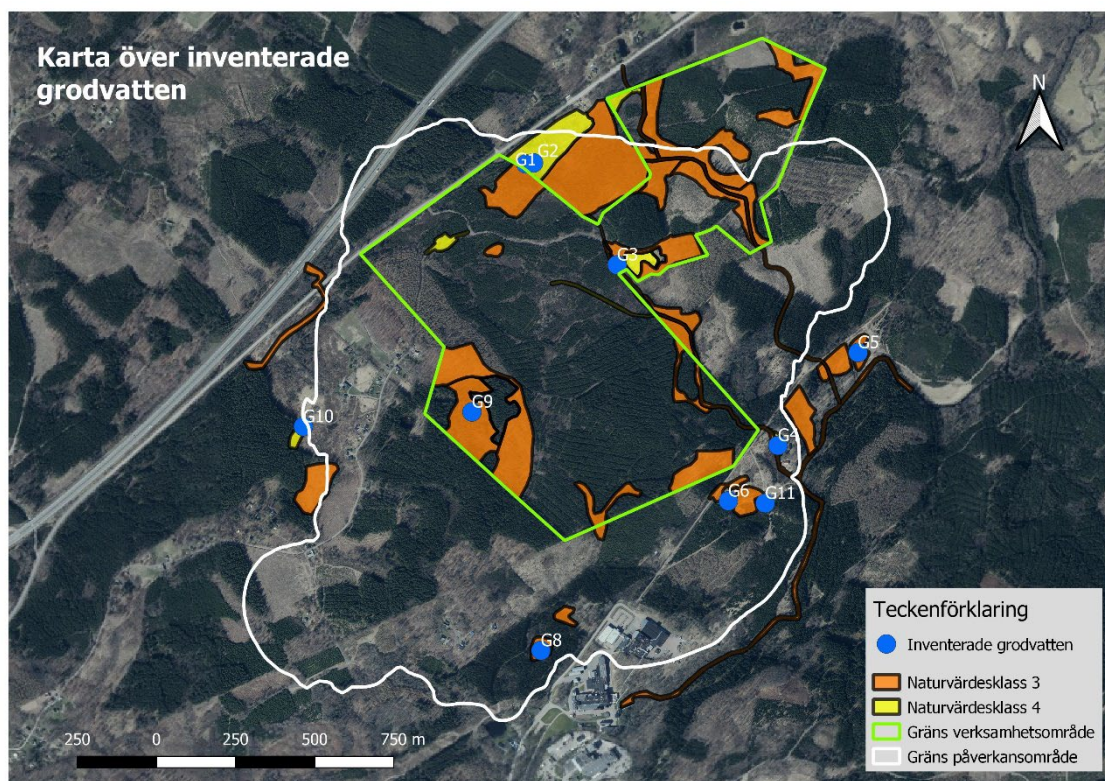 Karta över inventerade
grodvatten
N
G1 G2
G3
G5
G9
G10
G4
G6 G11
G8
Teckenförklaring
Inventerade grodvatten
Naturvärdesklass 3
Naturvärdesklass 4
Gräns verksamhetsområde
Gräns påverkansområde
250 0 250 500 750 m